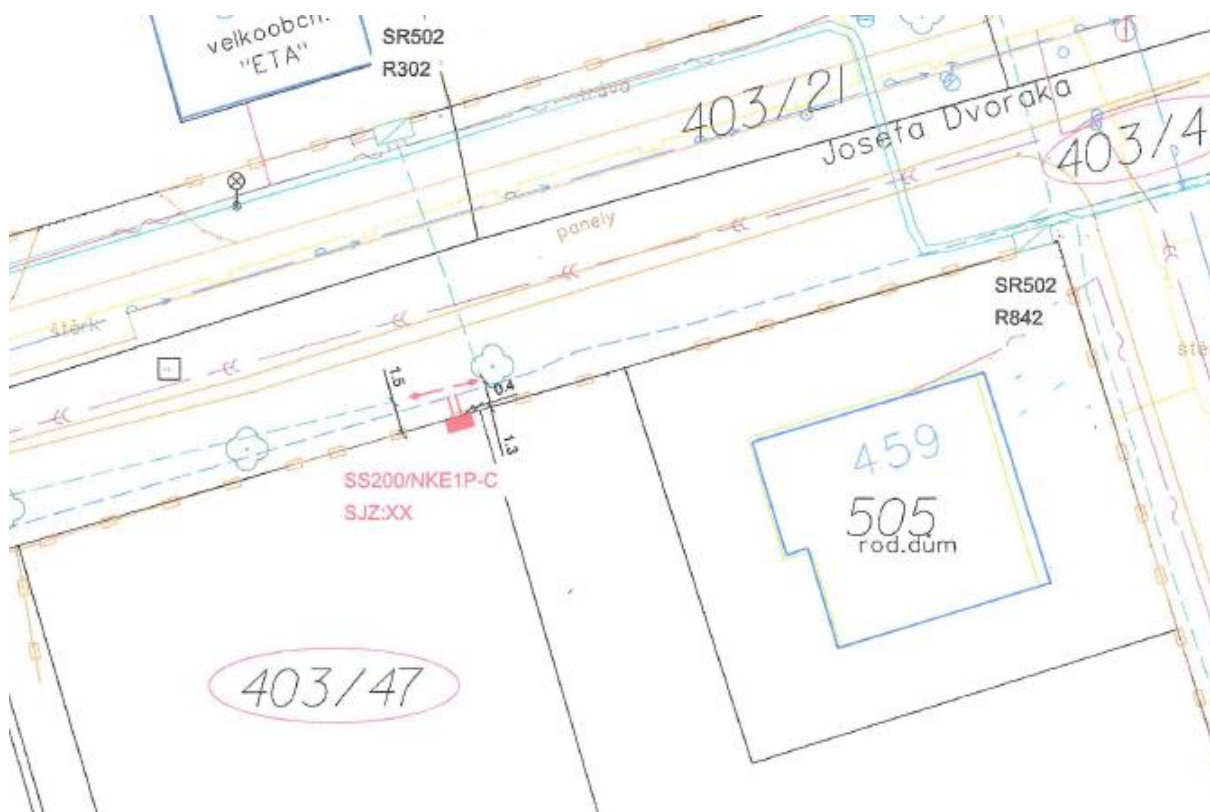 velkoobch.
"ETA"
SR502
R302
tráva
403/21
Josefa Dvořáka
403/4
panely
štěrk
SR502
R842
ště
1.5
0.4
1.3
SS200/NKE1P-C
SJZ:XX
459
505
rod.dům
403/47